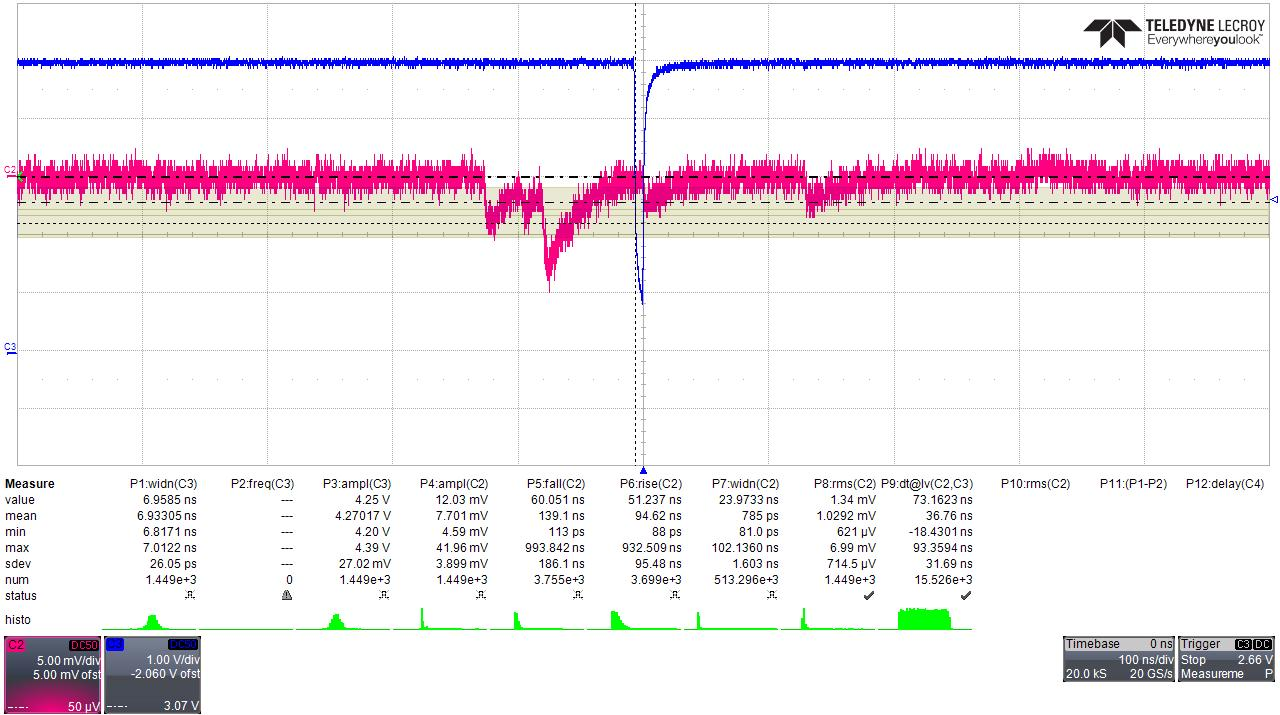 TELEDYNE LECROY
Everywhereyoulook™
C2
C3
Measure P1:widn(C3) P2:freq(C3) P3:ampl(C3) P4:ampl(C2) P5:fall(C2) P6:rise(C2) P7:widn(C2) P8:rms(C2) P9:dt@lv(C2,C3) P10:rms(C2) P11:(P1-P2) P12:delay(C4)
value 6.9585 ns --- 4.25 V 12.03 mV 60.051 ns 51.237 ns 23.9733 ns 1.34 mV 73.1623 ns
mean 6.93305 ns --- 4.27017 V 7.701 mV 139.1 ns 94.62 ns 785 ps 1.0292 mV 36.76 ns
min 6.8171 ns --- 4.20 V 4.59 mV 113 ps 88 ps 81.0 ps 621 µV -18.4301 ns
max 7.0122 ns --- 4.39 V 41.96 mV 993.842 ns 932.509 ns 102.1360 ns 6.99 mV 93.3594 ns
sdev 26.05 ps --- 27.02 mV 3.899 mV 186.1 ns 95.48 ns 1.603 ns 714.5 µV 31.69 ns
num 1.449e+3 0 1.449e+3 1.449e+3 3.755e+3 3.699e+3 513.296e+3 1.449e+3 15.526e+3
status
histo
C2 DC50
5.00 mV/div
5.00 mV ofst
50 µV
C3 DC50
1.00 V/div
-2.060 V ofst
3.07 V
Timebase 0 ns
100 ns/div
20.0 kS 20 GS/s
Trigger C3 DC
Stop 2.66 V
Measureme P